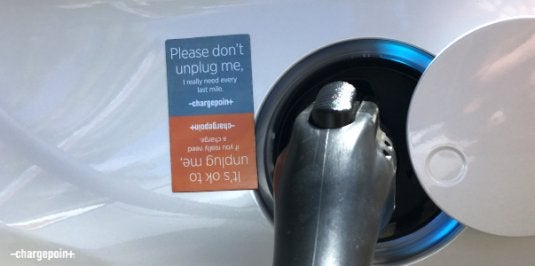 Please don't
unplug me,
I really need every
last mile.
-chargepoin+
It's ok to
unplug me,
if you really need
a charge.
-chargepoin+
-chargepoin+